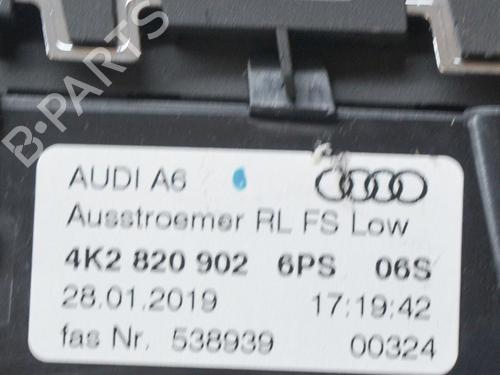 B-PARTS
AUDI A6
Ausstroemer RL FS Low
4K2 820 902 6PS 06S
28.01.2019 17:19:42
fas Nr. 538939 00324